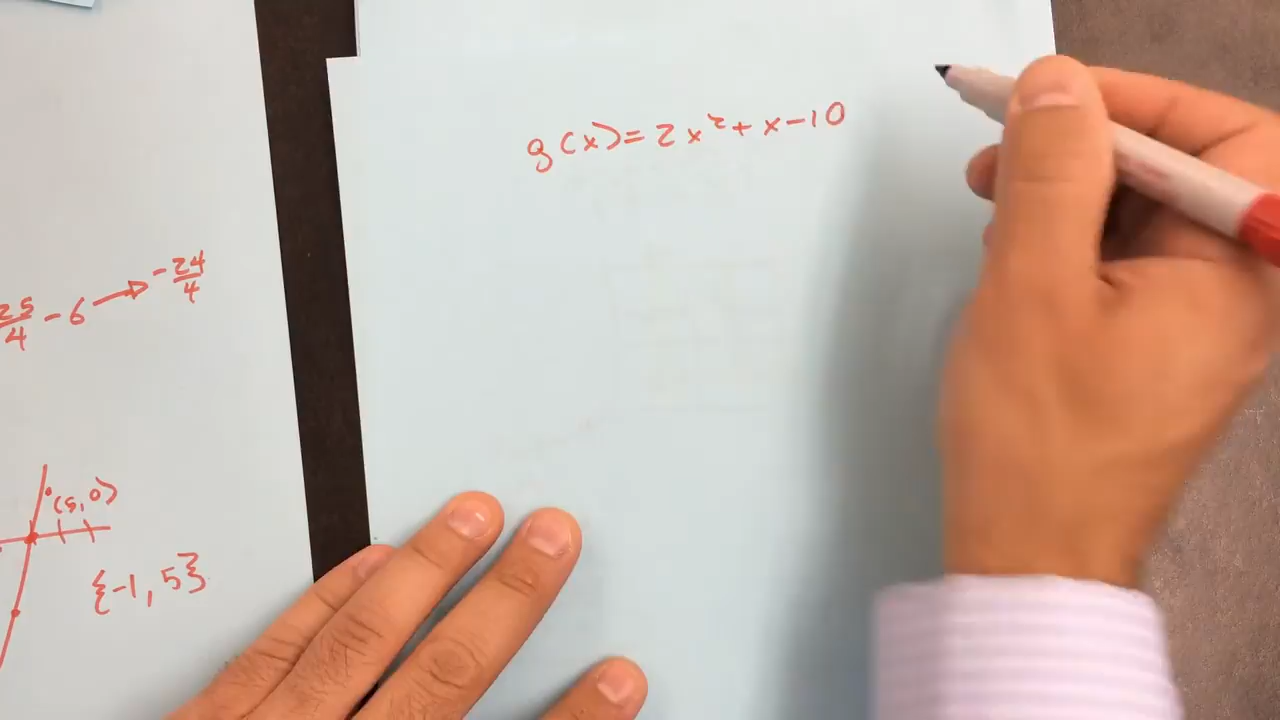 25/4 - 6 → -24/4
(5,0)
{-1, 5}
g(x) = 2x² + x - 10